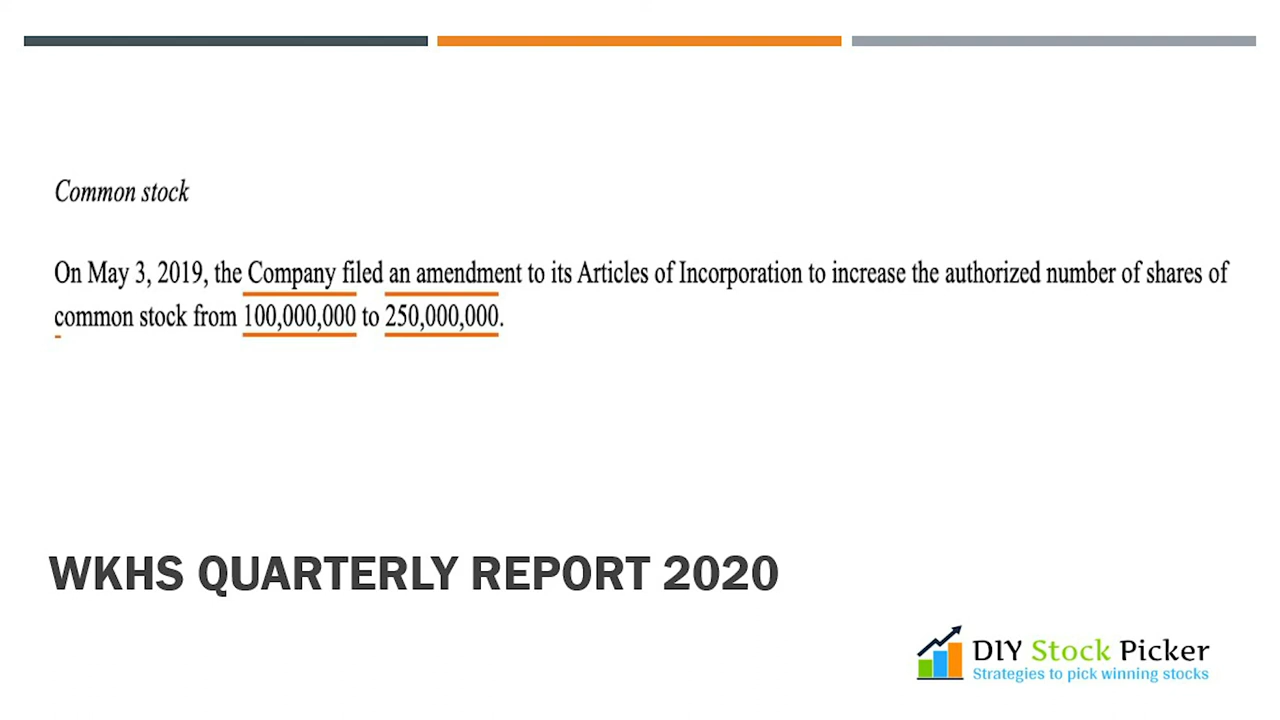 Common stock
On May 3, 2019, the Company filed an amendment to its Articles of Incorporation to increase the authorized number of shares of
common stock from 100,000,000 to 250,000,000.
WKHS QUARTERLY REPORT 2020
DIY Stock Picker
Strategies to pick winning stocks